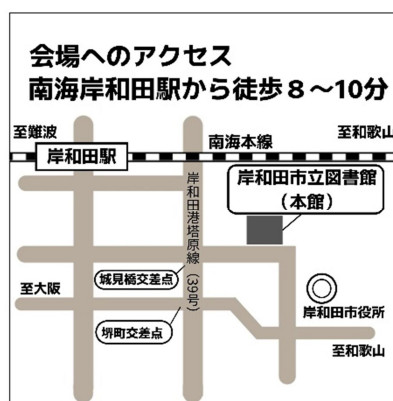 会場へのアクセス
南海岸和田駅から徒歩8～10分
至難波
南海本線
至和歌山
岸和田駅
岸和田市立図書館
（本館）
岸和田港塔原線（39号）
城見橋交差点
至大阪
岸和田市役所
堺町交差点
至和歌山